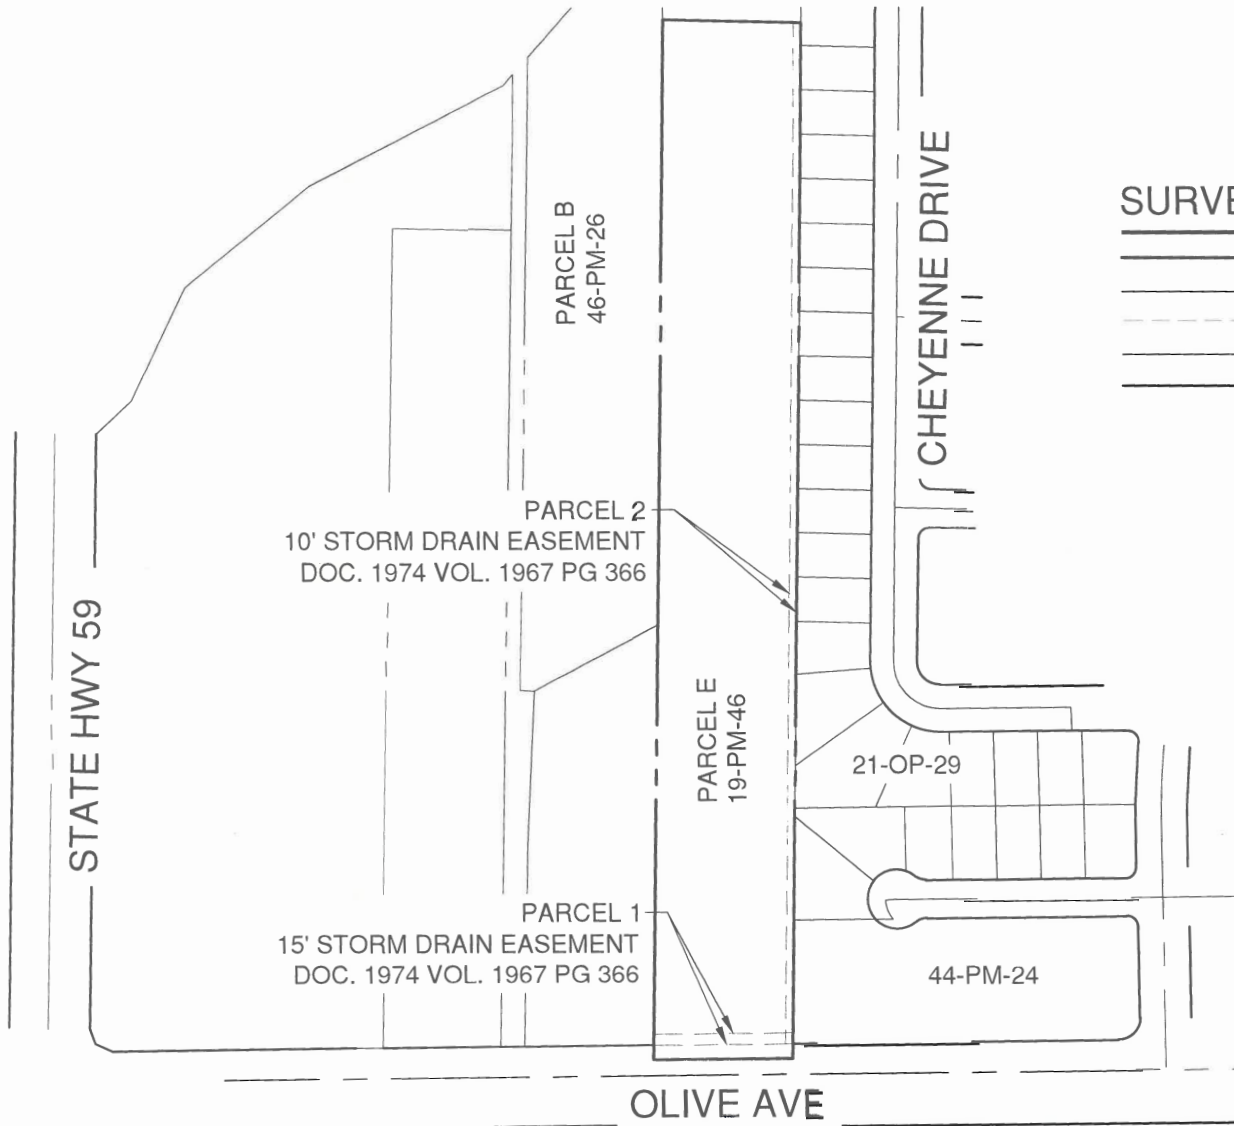 SURVE
CHEYENNE DRIVE
PARCEL B
46-PM-26
PARCEL 2
10' STORM DRAIN EASEMENT
DOC. 1974 VOL. 1967 PG 366
STATE HWY 59
PARCEL E
19-PM-46
21-OP-29
PARCEL 1
15' STORM DRAIN EASEMENT
DOC. 1974 VOL. 1967 PG 366
44-PM-24
OLIVE AVE